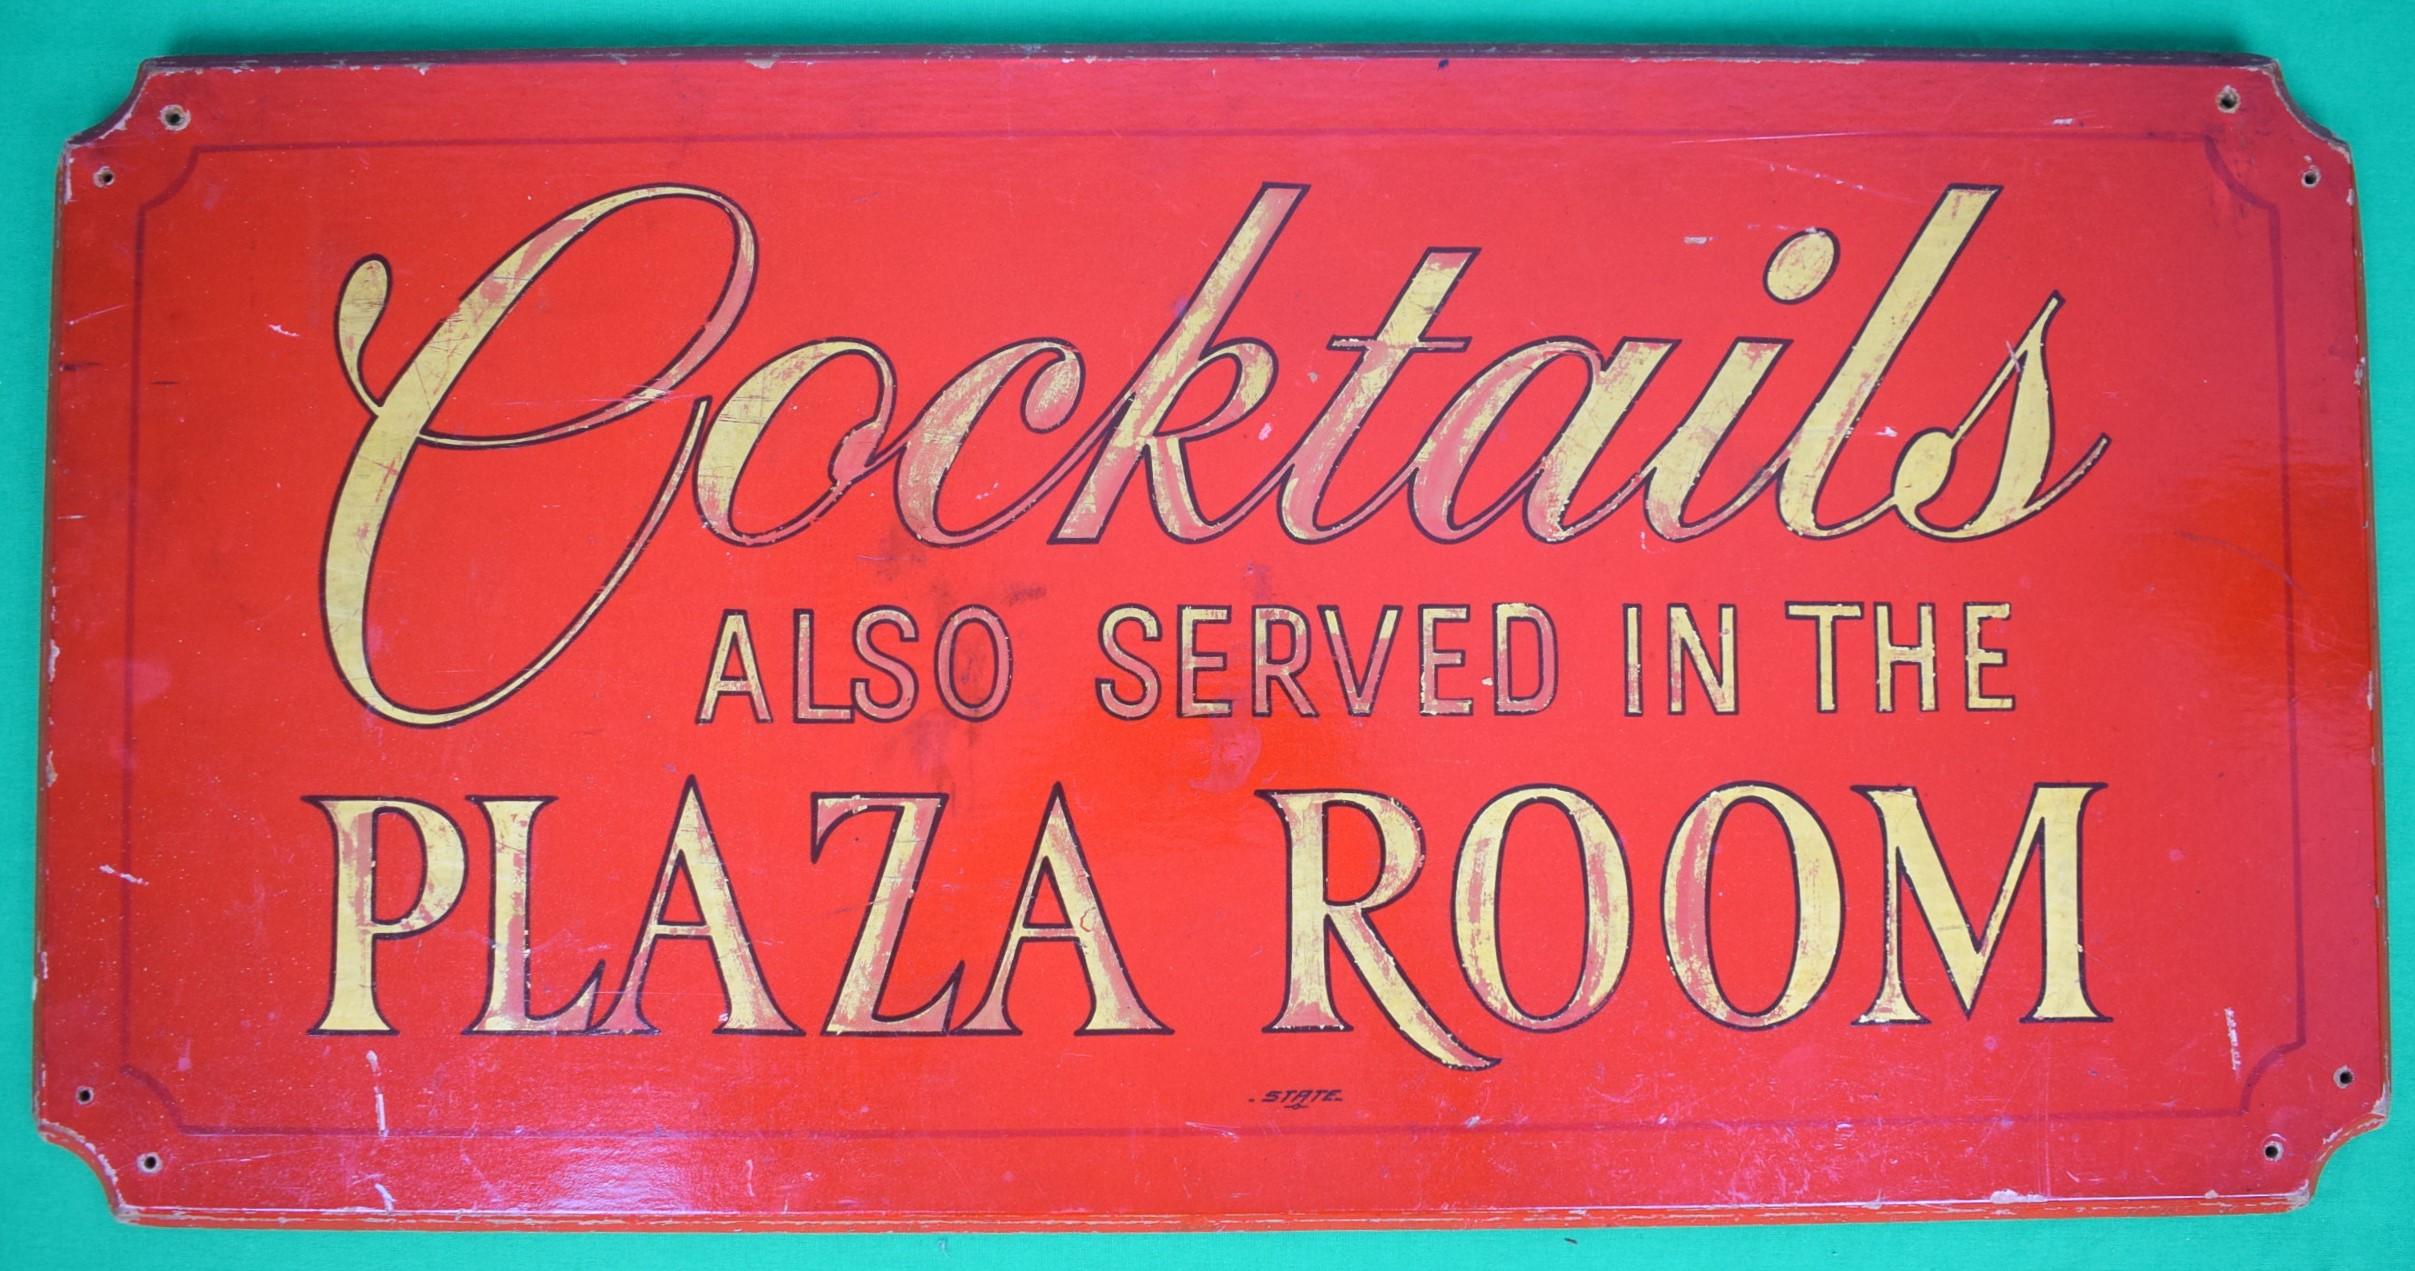 Cocktails
ALSO SERVED IN THE
PLAZA ROOM
STATE